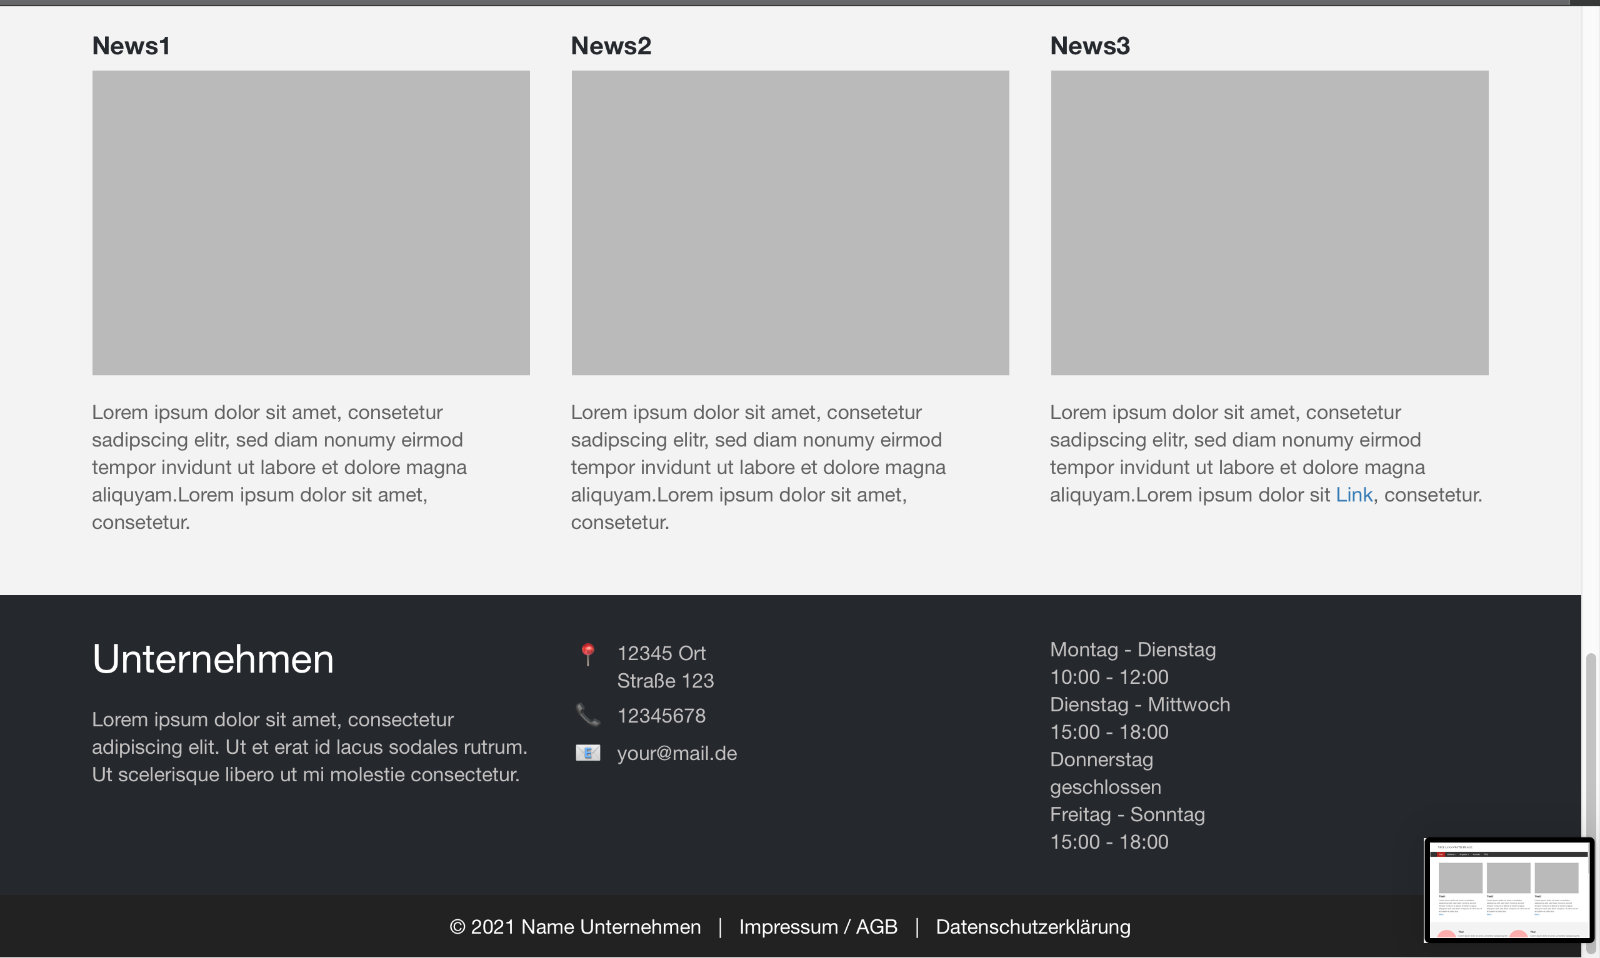 News1
Lorem ipsum dolor sit amet, consetetur
sadipscing elitr, sed diam nonumy eirmod
tempor invidunt ut labore et dolore magna
aliquyam.Lorem ipsum dolor sit amet,
consetetur.
News2
Lorem ipsum dolor sit amet, consetetur
sadipscing elitr, sed diam nonumy eirmod
tempor invidunt ut labore et dolore magna
aliquyam.Lorem ipsum dolor sit amet,
consetetur.
News3
Lorem ipsum dolor sit amet, consetetur
sadipscing elitr, sed diam nonumy eirmod
tempor invidunt ut labore et dolore magna
aliquyam.Lorem ipsum dolor sit Link, consetetur.
Unternehmen
Lorem ipsum dolor sit amet, consectetur
adipiscing elit. Ut et erat id lacus sodales rutrum.
Ut scelerisque libero ut mi molestie consectetur.
12345 Ort
Straße 123
12345678
your@mail.de
Montag - Dienstag
10:00 - 12:00
Dienstag - Mittwoch
15:00 - 18:00
Donnerstag
geschlossen
Freitag - Sonntag
15:00 - 18:00
© 2021 Name Unternehmen | Impressum / AGB | Datenschutzerklärung